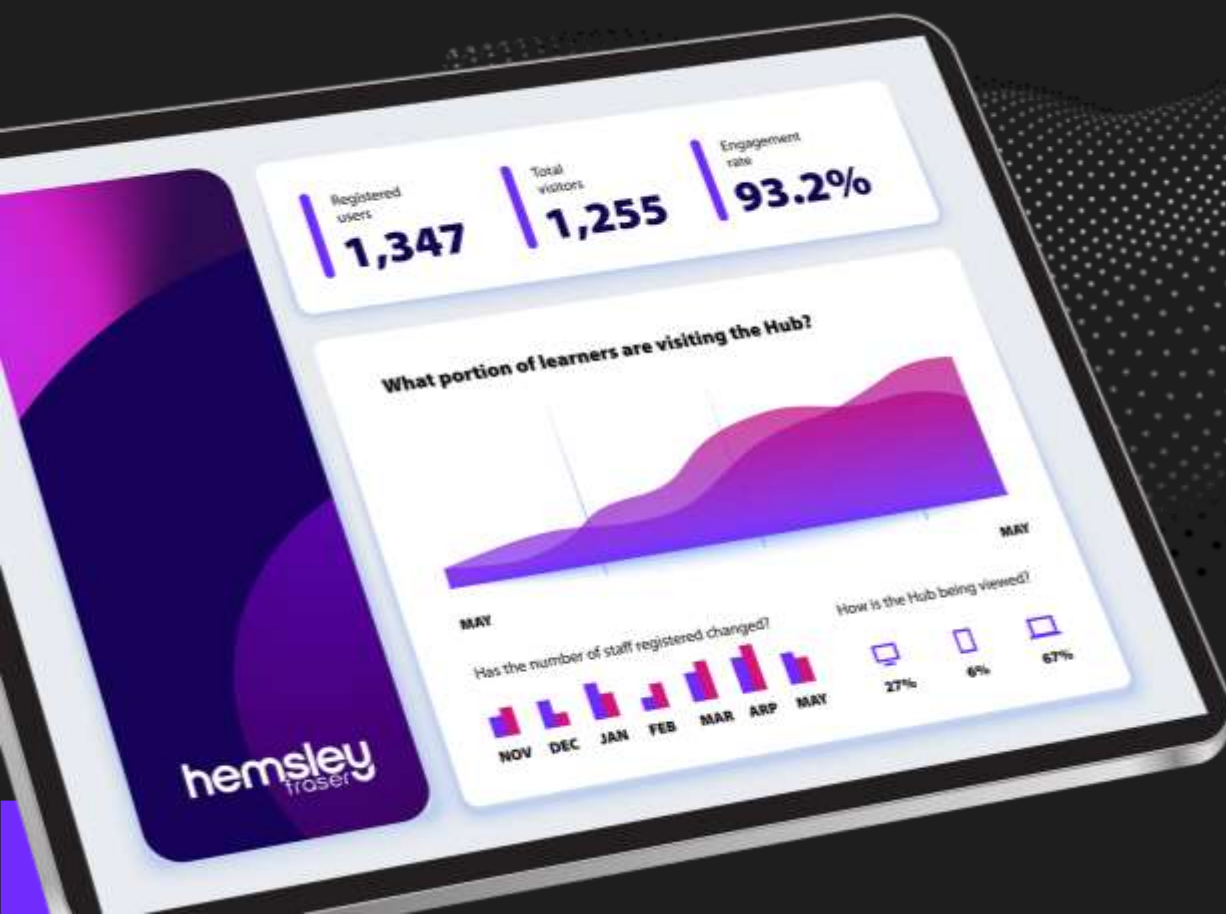 Registered
users
1,347
Total
visitors
1,255
Engagement
rate
93.2%
What portion of learners are visiting the Hub?
MAY
MAY
Has the number of staff registered changed?
NOV DEC JAN FEB MAR ARP MAY
How is the Hub being viewed?
27% 6% 67%
hemsley
fraser